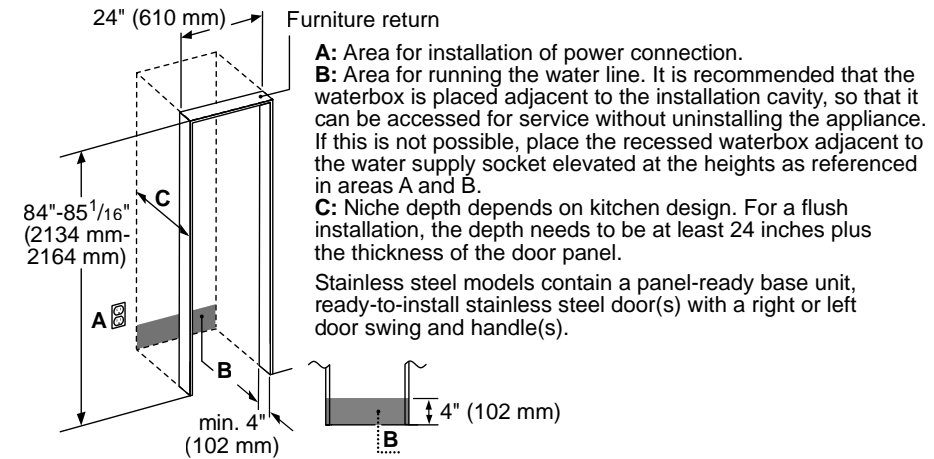 24" (610 mm)
Furniture return
A: Area for installation of power connection.
B: Area for running the water line. It is recommended that the
waterbox is placed adjacent to the installation cavity, so that it
can be accessed for service without uninstalling the appliance.
If this is not possible, place the recessed waterbox adjacent to
the water supply socket elevated at the heights as referenced
in areas A and B.
C: Niche depth depends on kitchen design. For a flush
installation, the depth needs to be at least 24 inches plus
the thickness of the door panel.
Stainless steel models contain a panel-ready base unit,
ready-to-install stainless steel door(s) with a right or left
door swing and handle(s).
C
84"-85 1/16"
(2134 mm-
2164 mm)
A
B
min. 4"
(102 mm)
4" (102 mm)
B